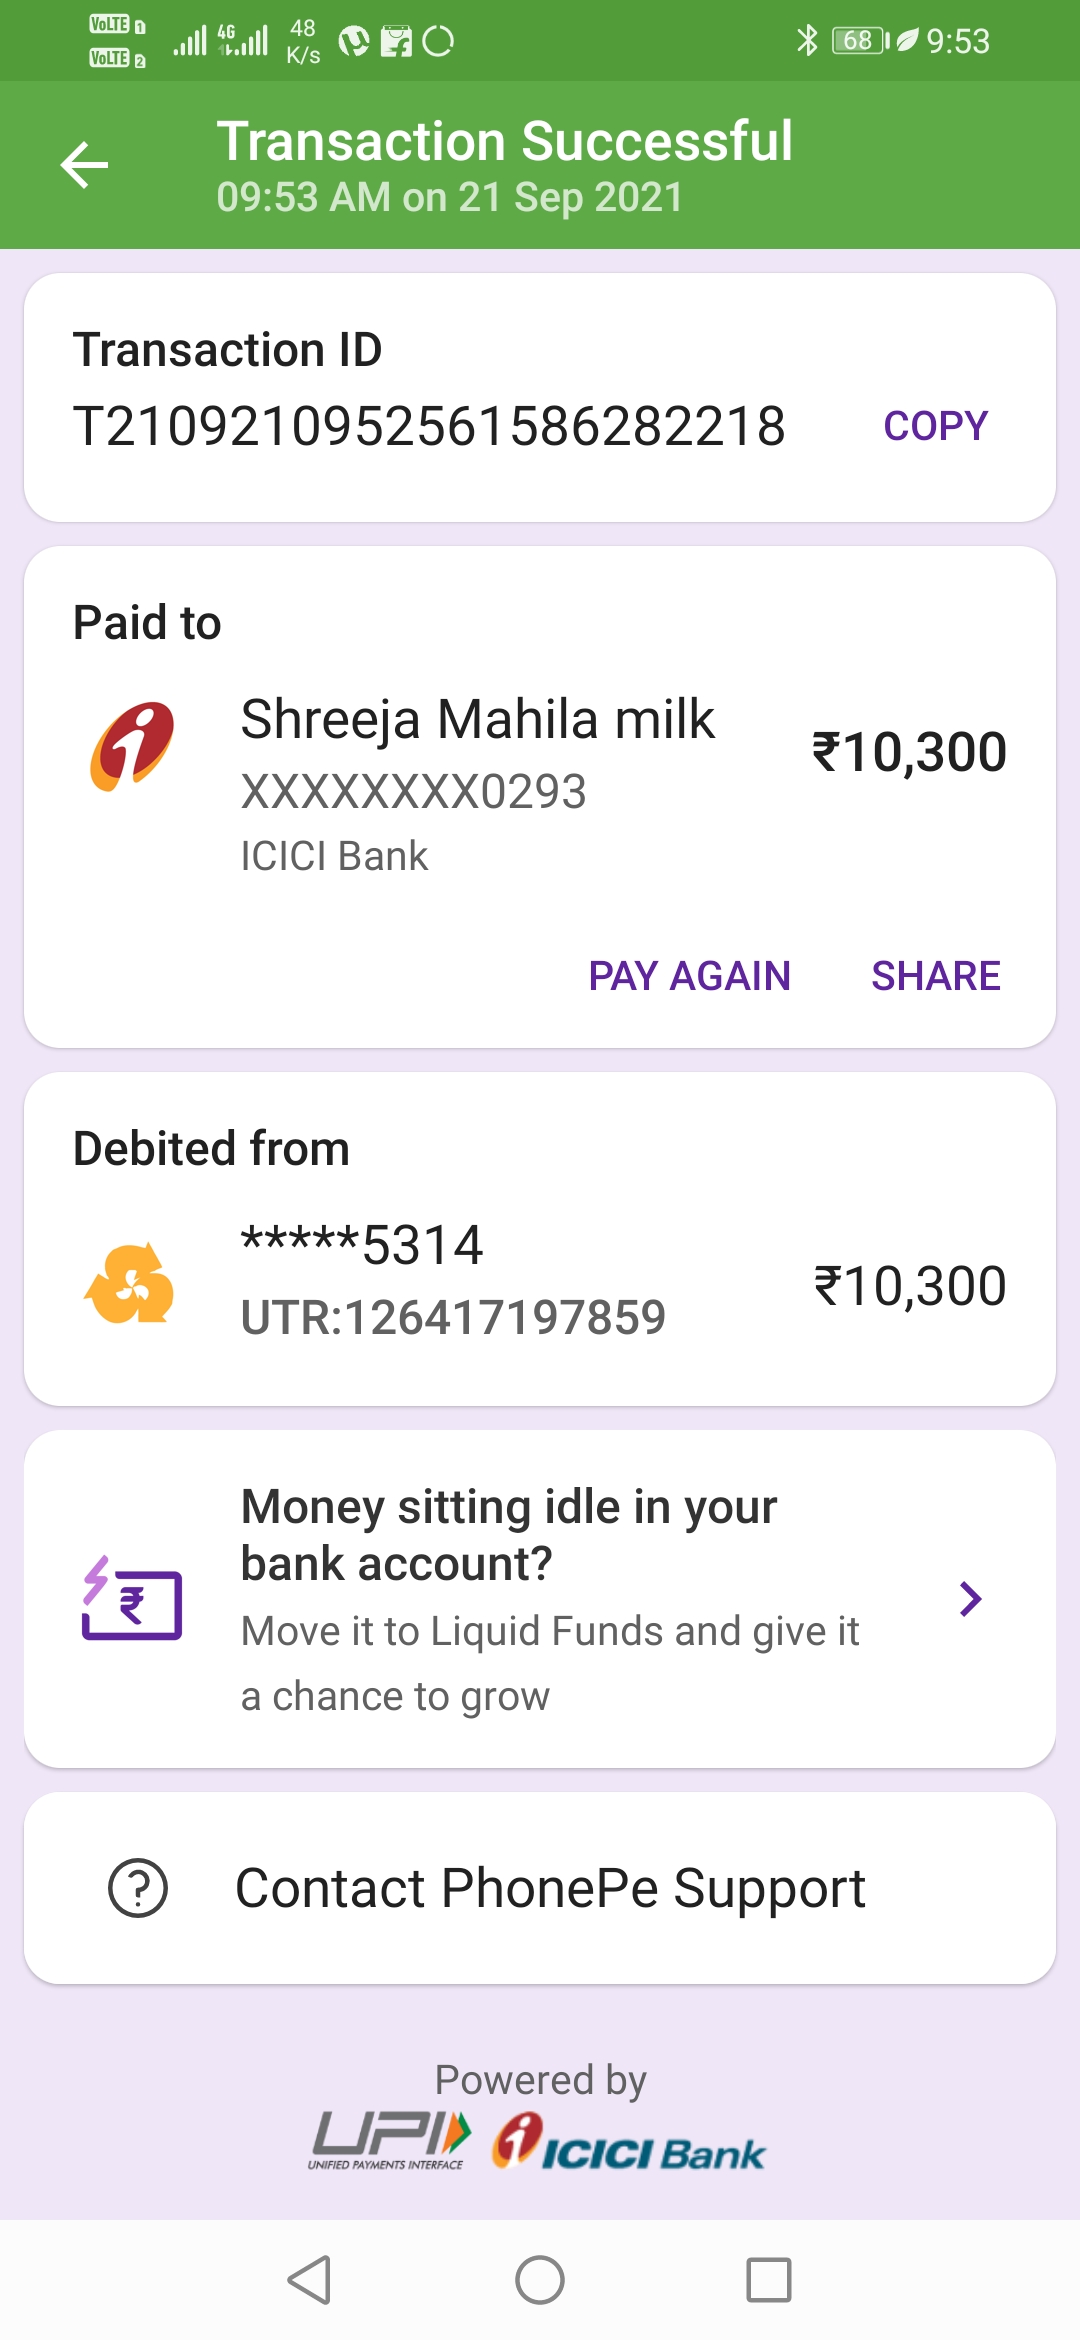 VoLTE 1
VoLTE 2
4G
48
K/s
68
9:53
Transaction Successful
09:53 AM on 21 Sep 2021
Transaction ID
T2109210952561586282218
COPY
Paid to
Shreeja Mahila milk
XXXXXXXX0293
ICICI Bank
₹10,300
PAY AGAIN
SHARE
Debited from
*****5314
UTR:126417197859
₹10,300
Money sitting idle in your
bank account?
Move it to Liquid Funds and give it
a chance to grow
Contact PhonePe Support
Powered by
UPI
UNIFIED PAYMENTS INTERFACE
ICICI Bank